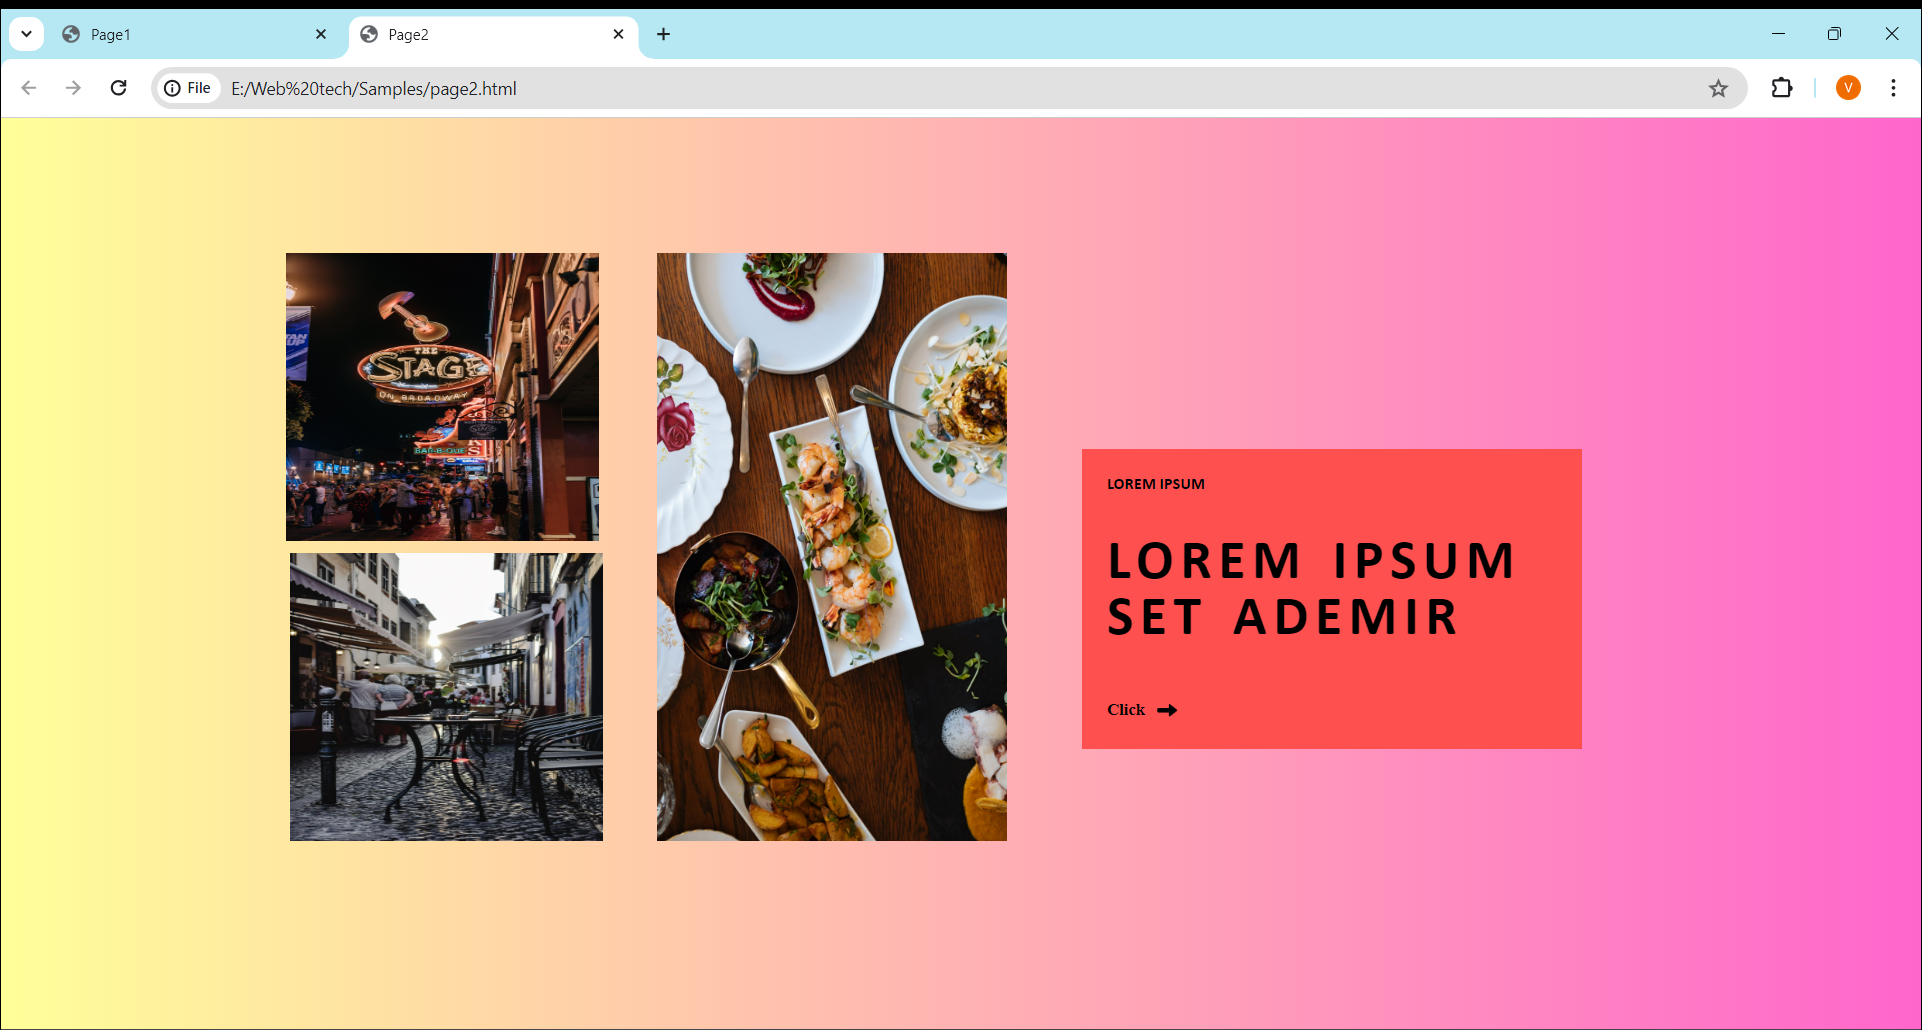 Page1
Page2
File
E:/Web%20tech/Samples/page2.html
V
THE
STAGE
ON BROADWAY
STAGE
BAR-B-QUE
LOREM IPSUM
LOREM IPSUM
SET ADEMIR
Click